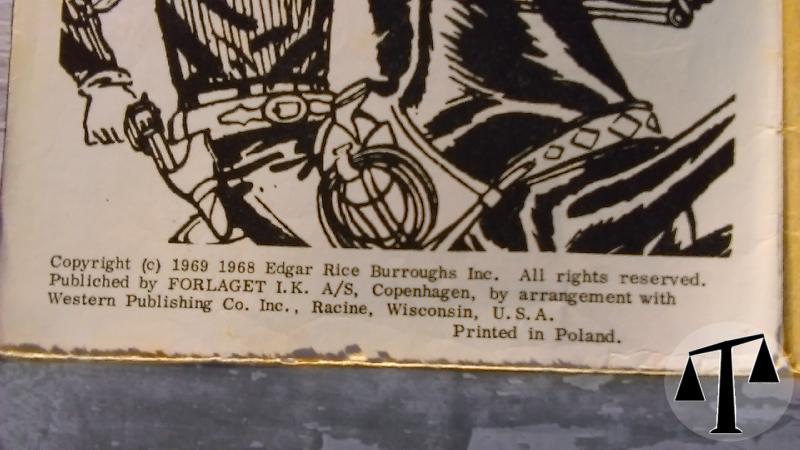 Copyright (c) 1969 1968 Edgar Rice Burroughs Inc. All rights reserved.
Publiched by FORLAGET I.K. A/S, Copenhagen, by arrangement with
Western Publishing Co. Inc., Racine, Wisconsin, U.S.A.
Printed in Poland.